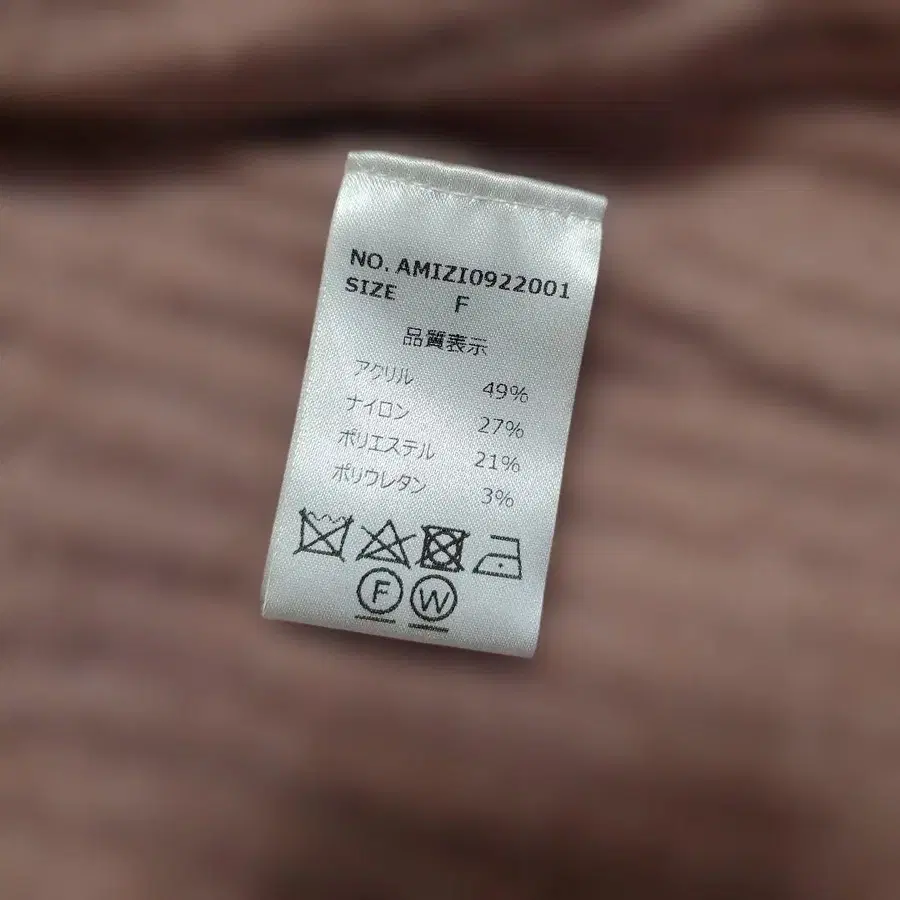 NO. AMIZI0922001
SIZE F
品質表示
アクリル 49%
ナイロン 27%
ポリエステル 21%
ポリウレタン 3%
F W